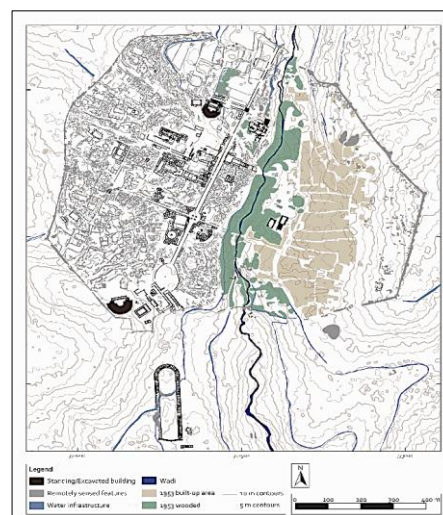 Legend
Standing/Excavated building
Remotely sensed features
Water infrastructure
Wadi
1953 built-up area
1953 wooded
10 m contours
5 m contours
N
0 100 200 300 400 m